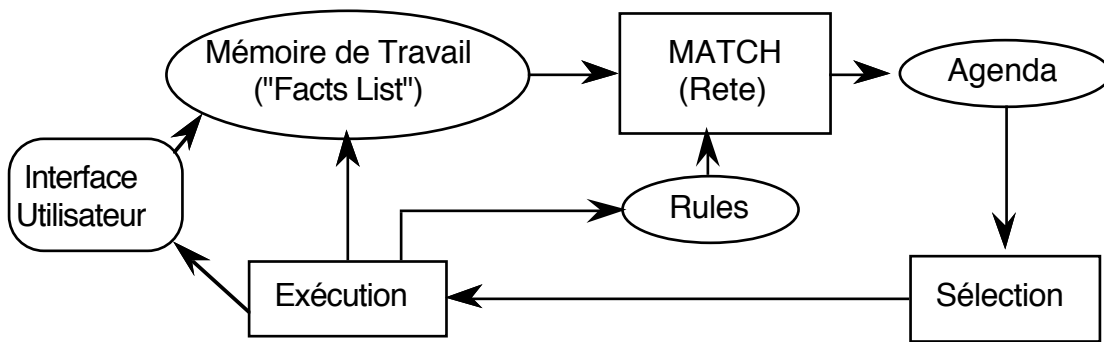 Mémoire de Travail
("Facts List")
MATCH
(Rete)
Agenda
Interface
Utilisateur
Rules
Exécution
Sélection